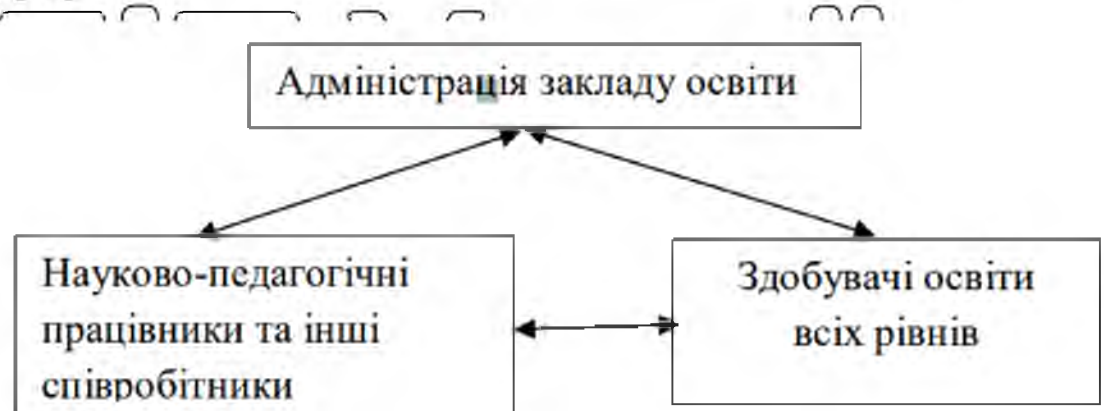 Адміністрація закладу освіти
Науково-педагогічні
працівники та інші
співробітники
Здобувачі освіти
всіх рівнів